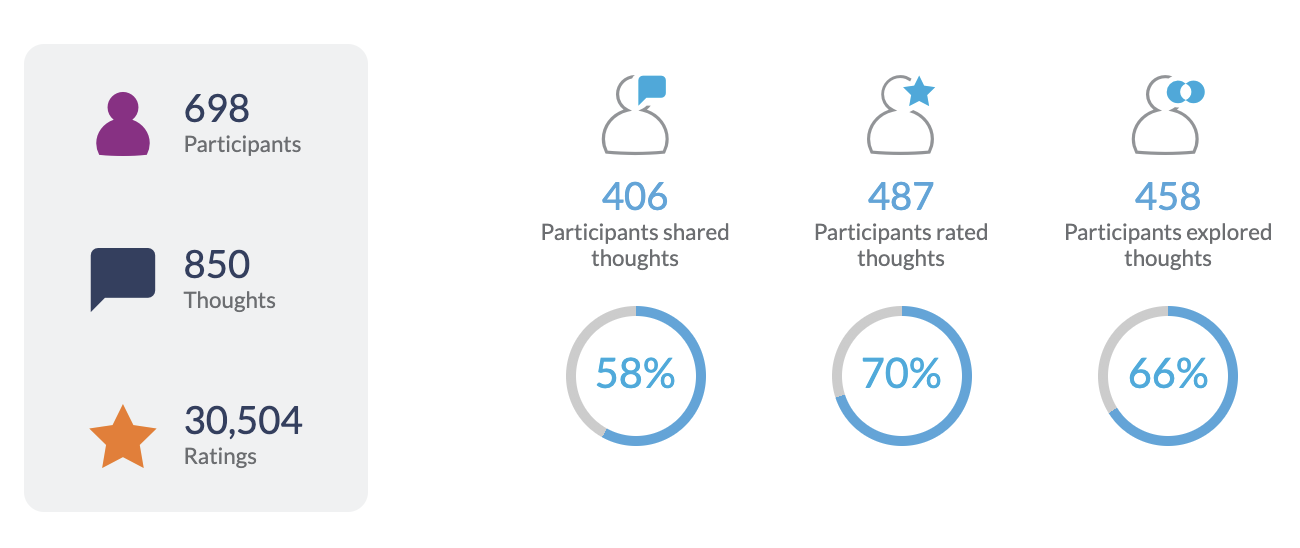 698
Participants
850
Thoughts
30,504
Ratings
406
Participants shared
thoughts
58%
487
Participants rated
thoughts
70%
458
Participants explored
thoughts
66%